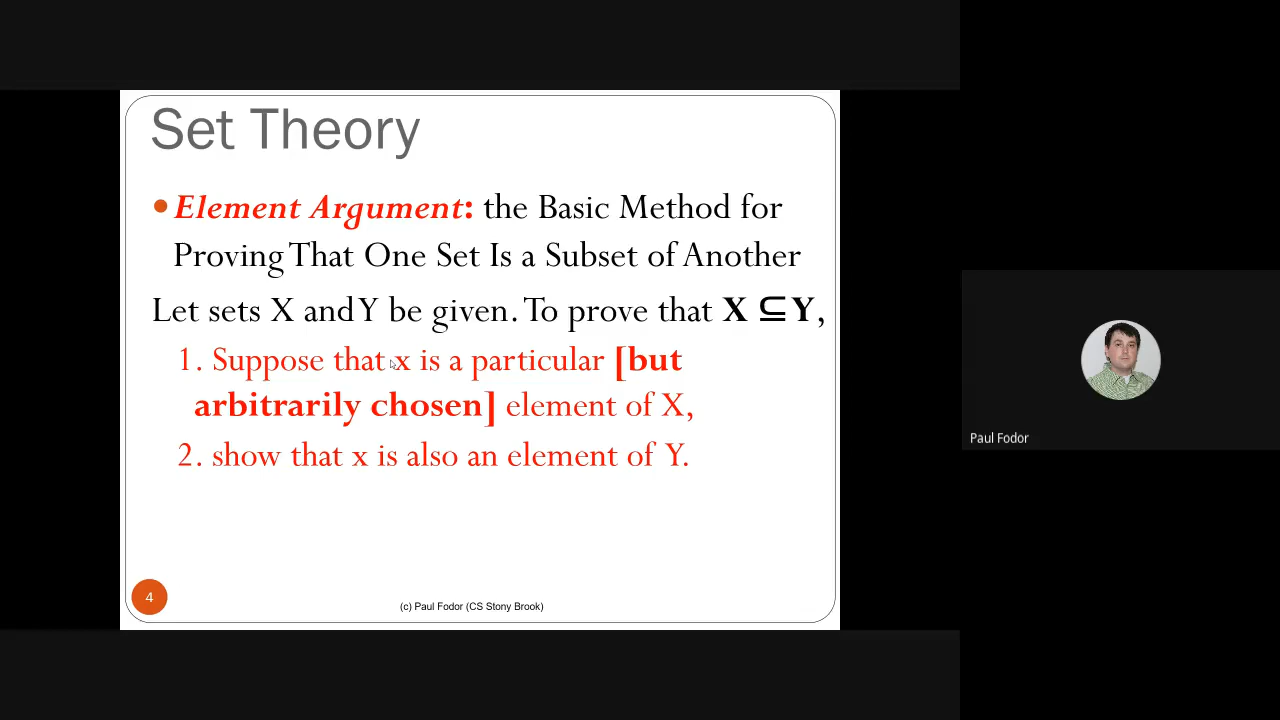 Set Theory
• Element Argument: the Basic Method for
Proving That One Set Is a Subset of Another
Let sets X and Y be given. To prove that X ⊆ Y,
1. Suppose that x is a particular [but
arbitrarily chosen] element of X,
2. show that x is also an element of Y.
4
(c) Paul Fodor (CS Stony Brook)
Paul Fodor